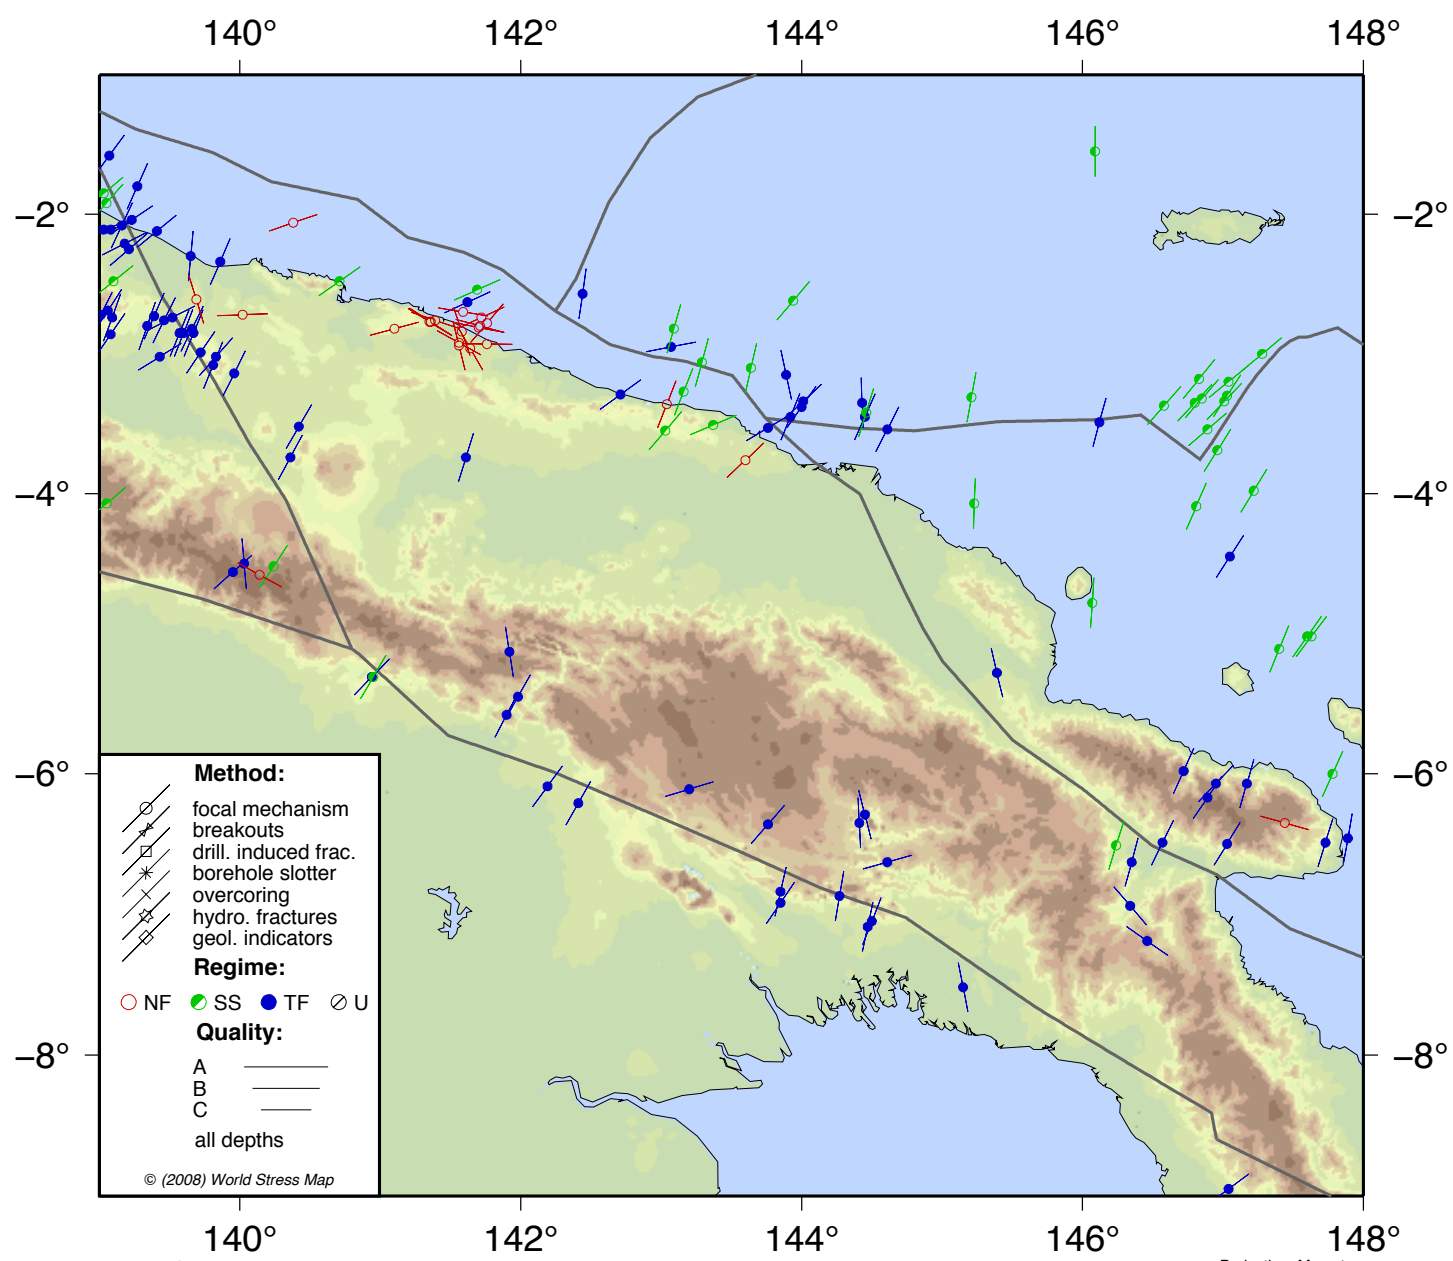 140° 142° 144° 146° 148°
−2° −2°
−4° −4°
−6° −6°
−8° −8°
Method:
focal mechanism
breakouts
drill. induced frac.
borehole slotter
overcoring
hydro. fractures
geol. indicators
Regime:
NF SS TF U
Quality:
A
B
C
all depths
© (2008) World Stress Map
140° 142° 144° 146° 148°